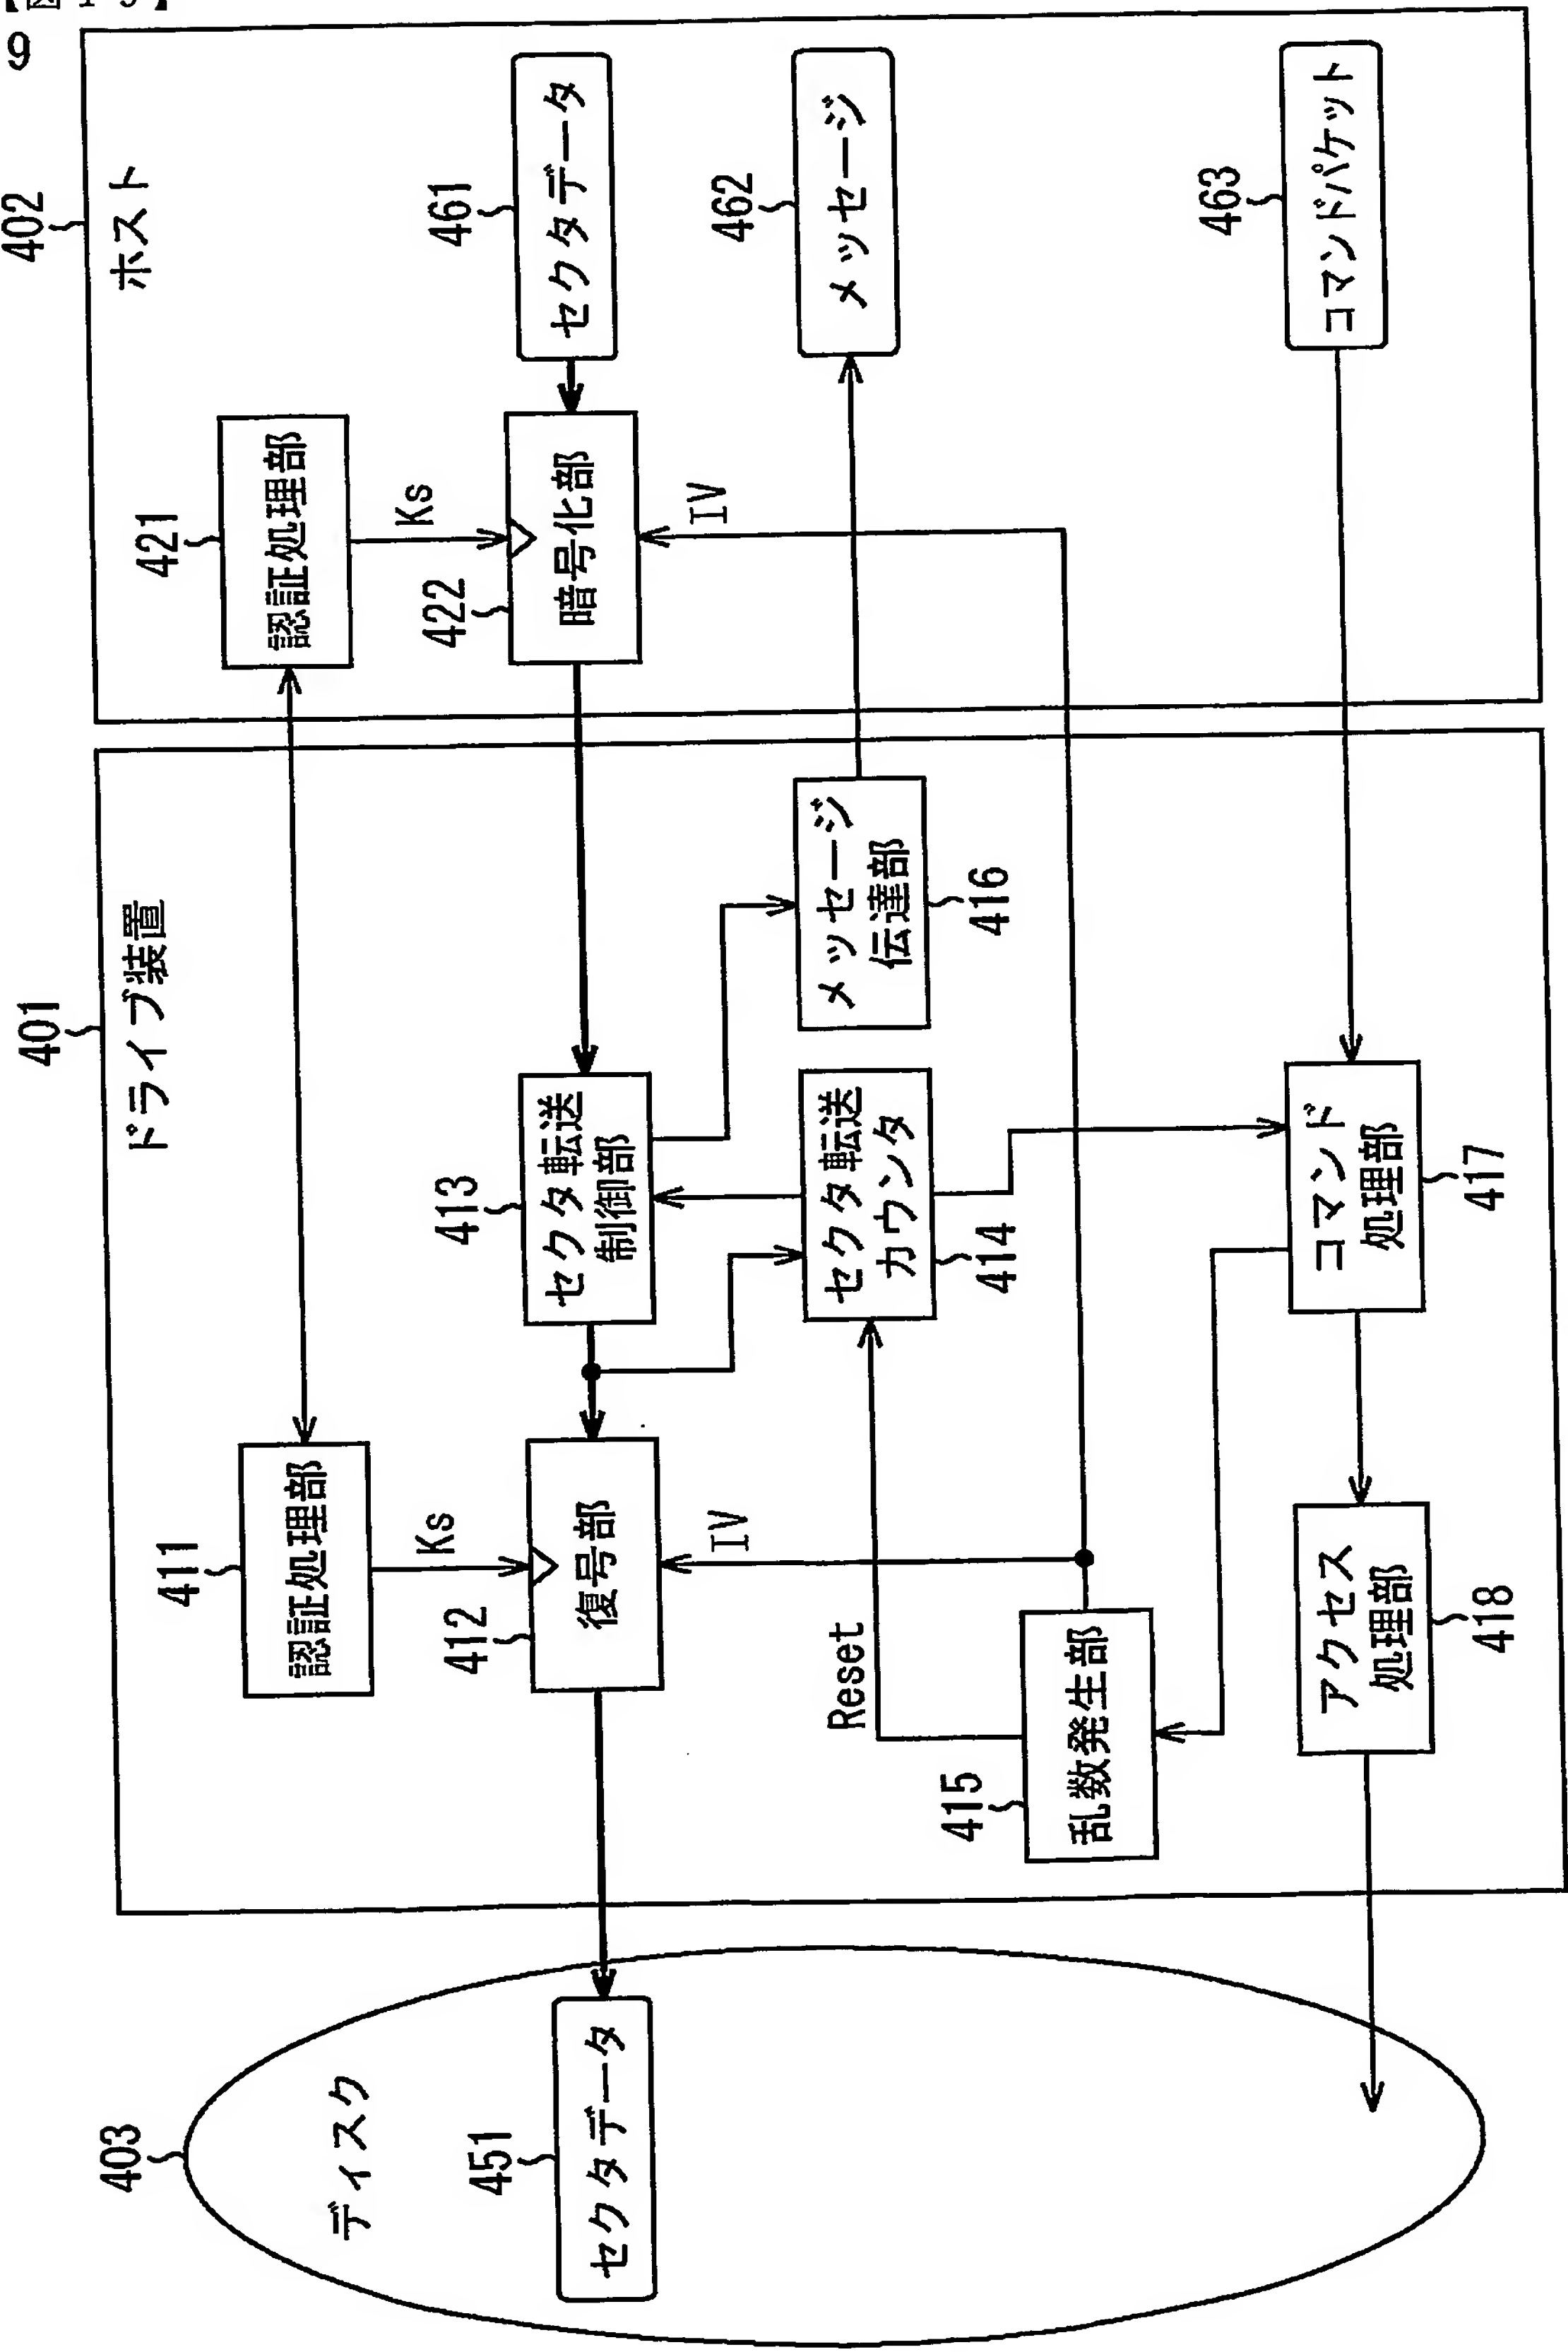 9
403
ディスク
451
セクタデータ
401
ドライブ装置
411
認証処理部
Ks
412
復号部
IV
413
セクタ転送
制御部
414
セクタ転送
カウンタ
Reset
415
乱数発生部
416
メッセージ
伝達部
417
コマンド
処理部
418
アクセス
処理部
402
ホスト
421
認証処理部
Ks
422
暗号化部
IV
461
セクタデータ
462
メッセージ
463
コマンドパケット